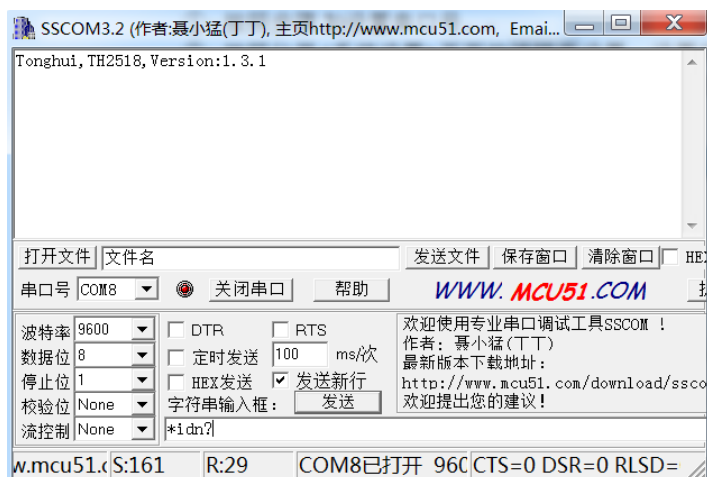 SSCOM3.2 (作者:聂小猛(丁丁), 主页http://www.mcu51.com, Emai...
Tonghui,TH2518,Version:1.3.1
打开文件 文件名 发送文件 保存窗口 清除窗口 HEX
串口号 COM8 关闭串口 帮助 WWW. MCU51.COM
波特率 9600 DTR RTS
数据位 8 定时发送 100 ms/次
停止位 1 HEX发送 发送新行
校验位 None 字符串输入框: 发送
流控制 None *idn?
欢迎使用专业串口调试工具SSCOM !
作者: 聂小猛(丁丁)
最新版本下载地址:
http://www.mcu51.com/download/ssco
欢迎提出您的建议!
w.mcu51.c S:161 R:29 COM8已打开 960 CTS=0 DSR=0 RLSD=